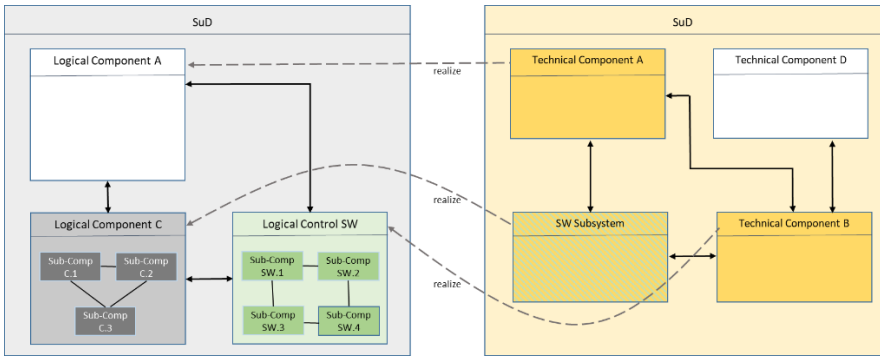 SuD
SuD
Logical Component A
realize
Technical Component A
Technical Component D
Logical Component C
Logical Control SW
realize
SW Subsystem
Technical Component B
Sub-Comp
C.1
Sub-Comp
C.2
Sub-Comp
C.3
Sub-Comp
SW.1
Sub-Comp
SW.2
Sub-Comp
SW.3
Sub-Comp
SW.4
realize